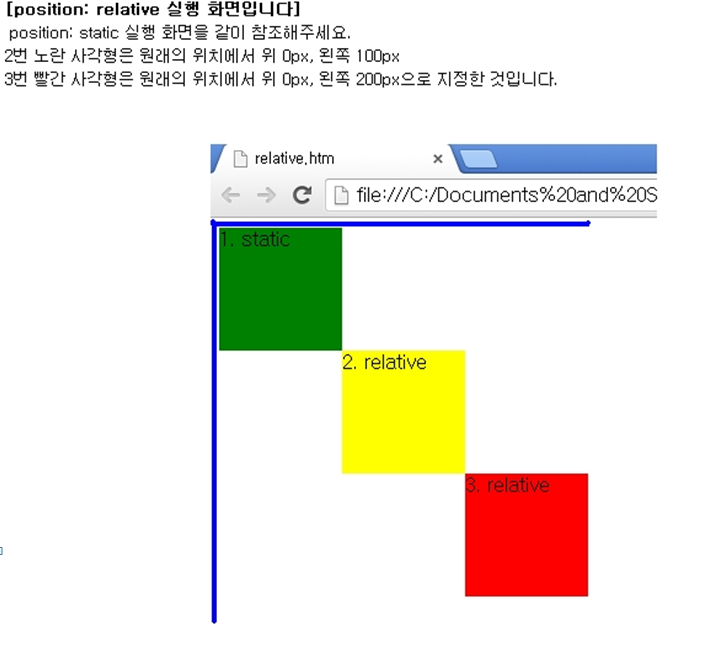 [position: relative 실행 화면입니다]
position: static 실행 화면을 같이 참조해주세요.
2번 노란 사각형은 원래의 위치에서 위 0px, 왼쪽 100px
3번 빨간 사각형은 원래의 위치에서 위 0px, 왼쪽 200px으로 지정한 것입니다.
relative.htm
file:///C:/Documents%20and%20S
1. static
2. relative
3. relative